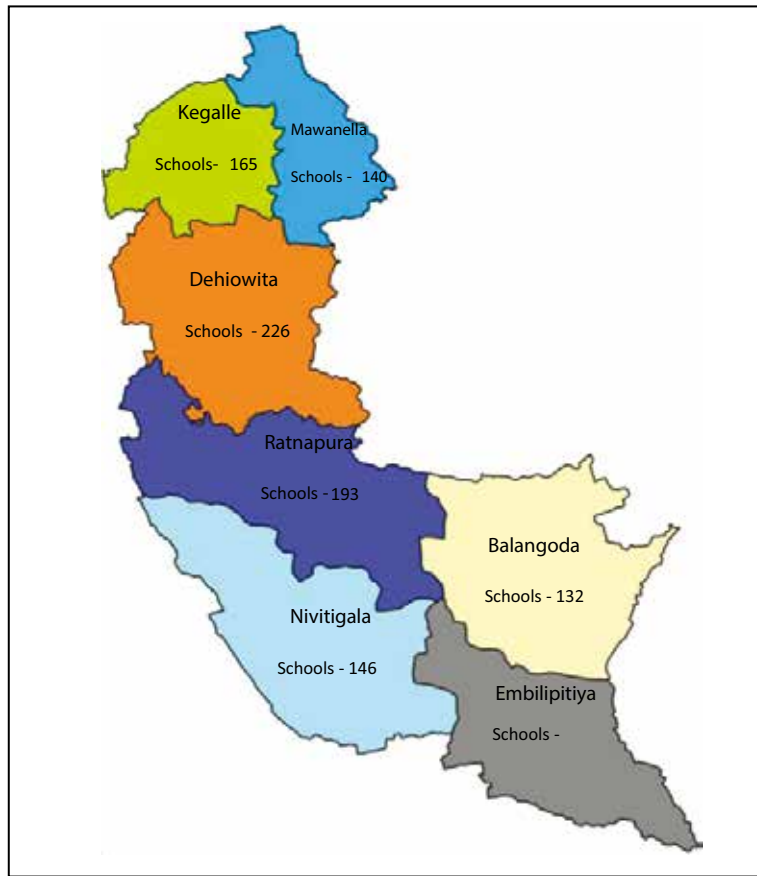 Kegalle
Schools- 165
Mawanella
Schools - 140
Dehiowita
Schools - 226
Ratnapura
Schools -193
Balangoda
Schools - 132
Nivitigala
Schools - 146
Embilipitiya
Schools -